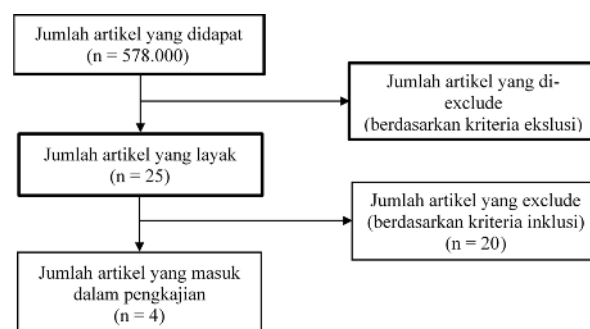 Jumlah artikel yang didapat
(n = 578.000)
Jumlah artikel yang di-
exclude
(berdasarkan kriteria ekslusi)
Jumlah artikel yang layak
(n = 25)
Jumlah artikel yang exclude
(berdasarkan kriteria inklusi)
(n = 20)
Jumlah artikel yang masuk
dalam pengkajian
(n = 4)